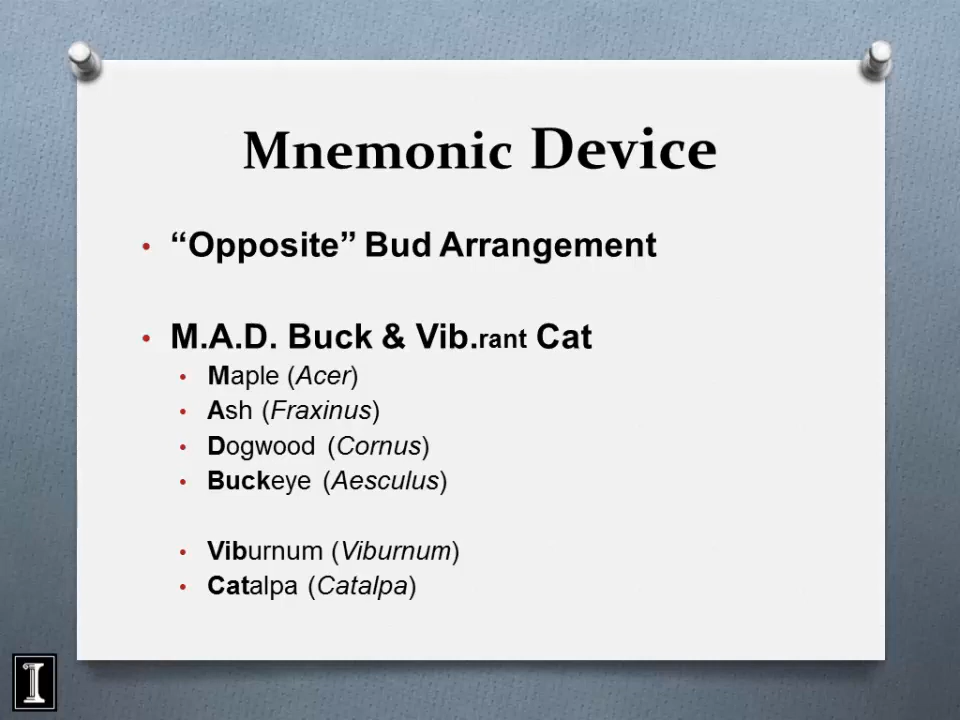 Mnemonic Device
• “Opposite” Bud Arrangement
• M.A.D. Buck & Vib.rant Cat
• Maple (Acer)
• Ash (Fraxinus)
• Dogwood (Cornus)
• Buckeye (Aesculus)
• Viburnum (Viburnum)
• Catalpa (Catalpa)
I